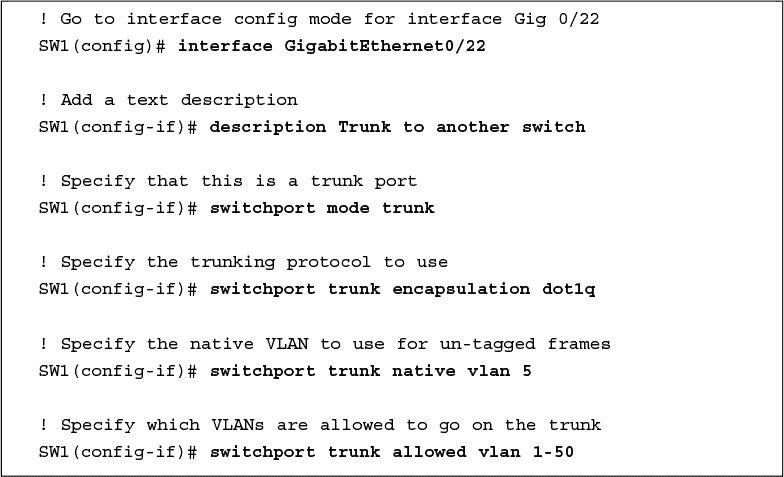 ! Go to interface config mode for interface Gig 0/22
SW1(config)# interface GigabitEthernet0/22
! Add a text description
SW1(config-if)# description Trunk to another switch
! Specify that this is a trunk port
SW1(config-if)# switchport mode trunk
! Specify the trunking protocol to use
SW1(config-if)# switchport trunk encapsulation dot1q
! Specify the native VLAN to use for un-tagged frames
SW1(config-if)# switchport trunk native vlan 5
! Specify which VLANs are allowed to go on the trunk
SW1(config-if)# switchport trunk allowed vlan 1-50